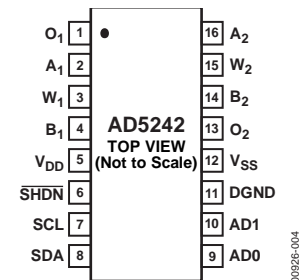 O1 1 16 A2
A1 2 15 W2
W1 3 14 B2
B1 4 AD5242 13 O2
TOP VIEW
VDD 5 (Not to Scale) 12 VSS
SHDN 6 11 DGND
SCL 7 10 AD1
SDA 8 9 AD0
00926-004